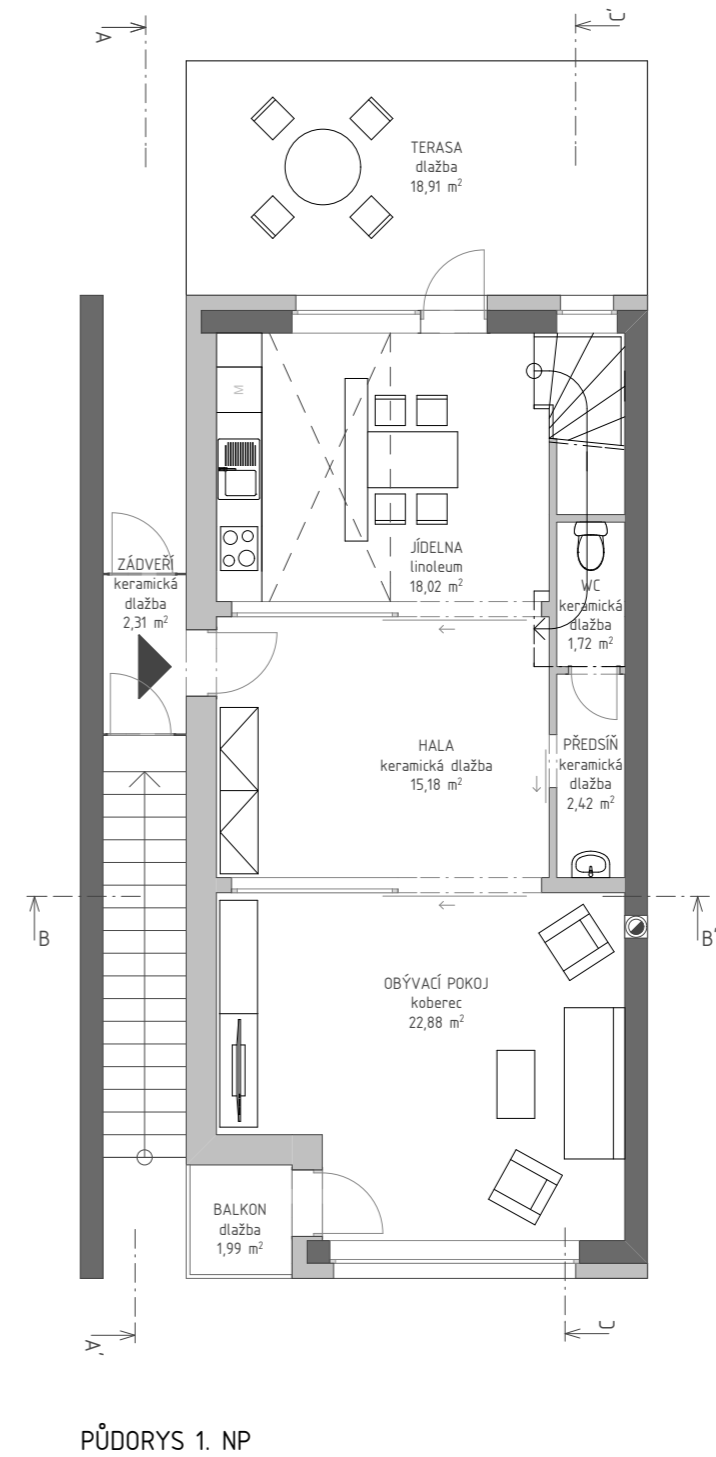 A
C'
TERASA
dlažba
18,91 m²
M
JÍDELNA
linoleum
18,02 m²
ZÁDVEŘÍ
keramická
dlažba
2,31 m²
WC
keramická
dlažba
1,72 m²
HALA
keramická dlažba
15,18 m²
PŘEDSÍŇ
keramická
dlažba
2,42 m²
B
B'
OBÝVACÍ POKOJ
koberec
22,88 m²
BALKON
dlažba
1,99 m²
A'
C
PŮDORYS 1. NP